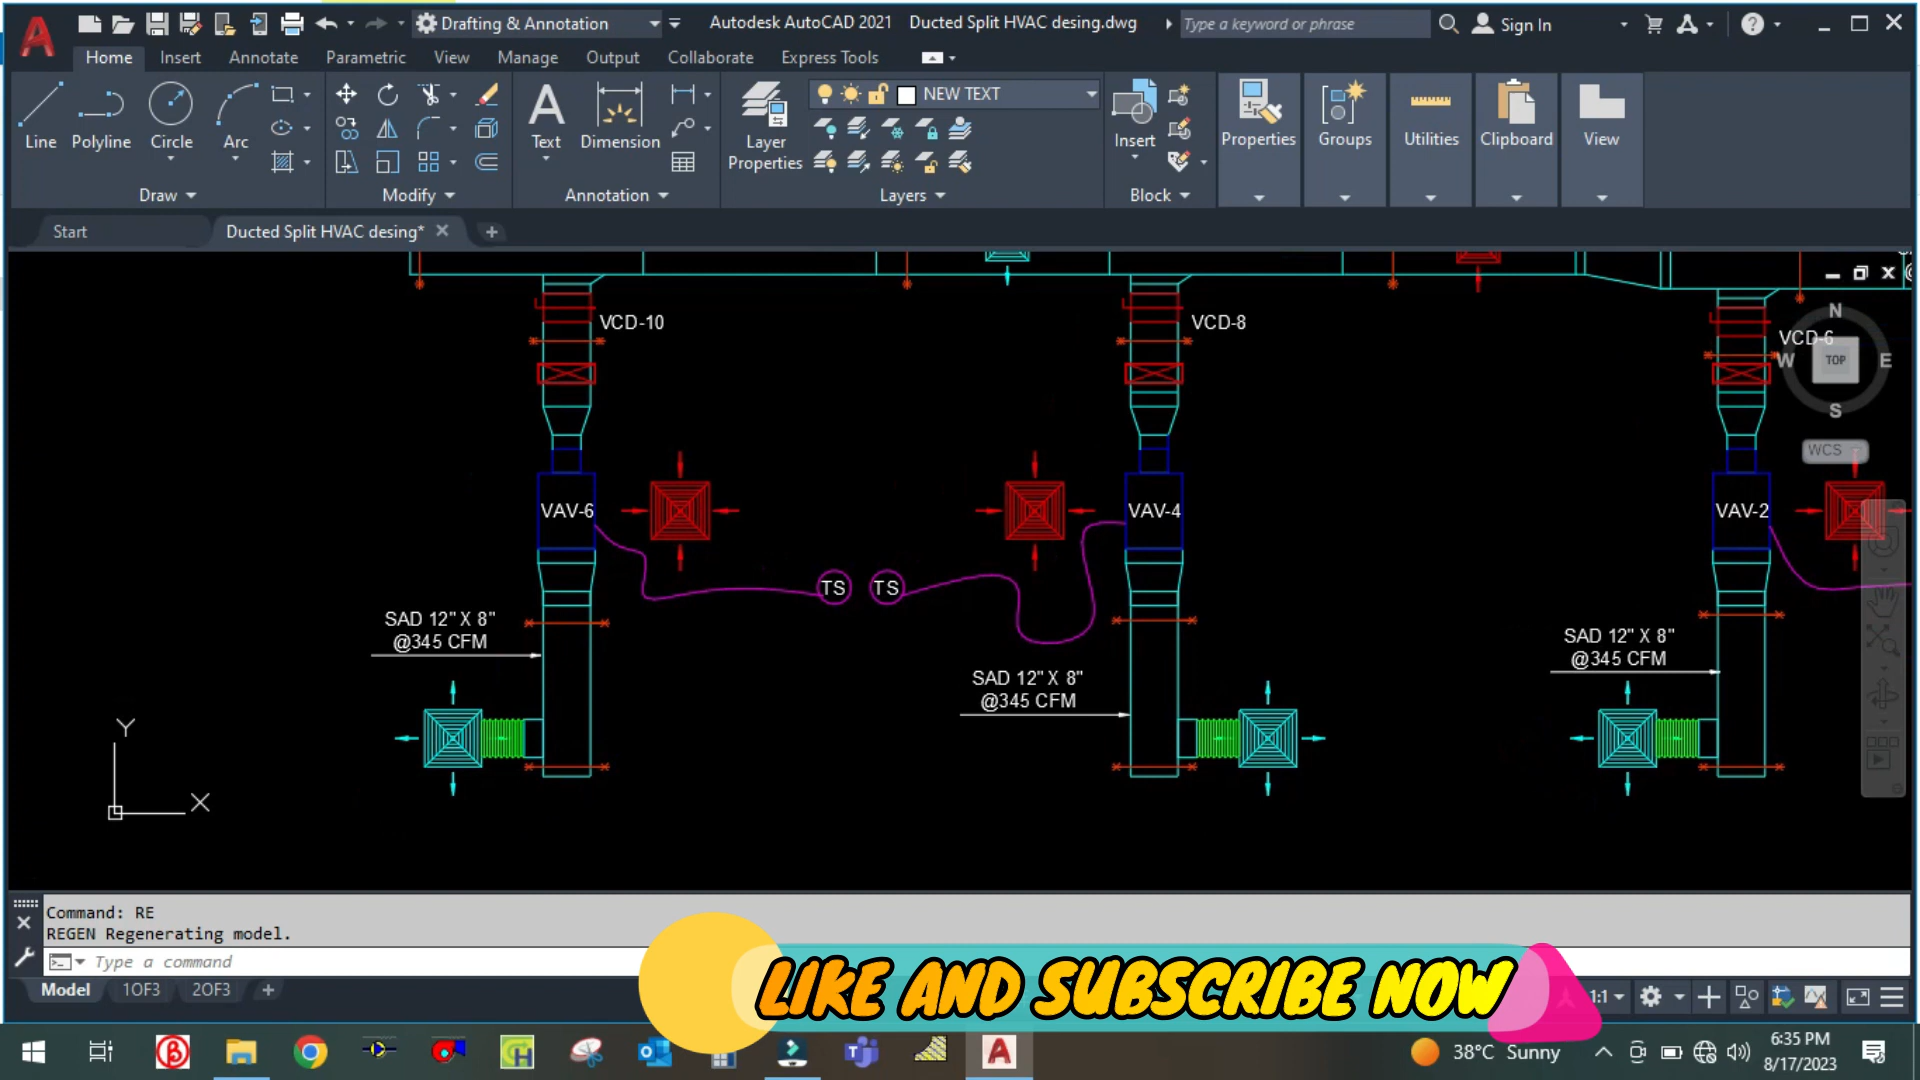 Drafting & Annotation
Autodesk AutoCAD 2021 Ducted Split HVAC desing.dwg
Type a keyword or phrase
Sign In
Home Insert Annotate Parametric View Manage Output Collaborate Express Tools
NEW TEXT
Line Polyline Circle Arc
Text Dimension
Layer
Properties
Insert
Properties Groups Utilities Clipboard View
Draw Modify Annotation Layers Block
Start
Ducted Split HVAC desing*
VCD-10
VCD-8
VCD-6
N
W TOP E
S
WCS
VAV-6
VAV-4
VAV-2
TS TS
SAD 12" X 8"
@345 CFM
SAD 12" X 8"
@345 CFM
SAD 12" X 8"
@345 CFM
Y
X
Command: RE
REGEN Regenerating model.
Type a command
Model 1OF3 2OF3
LIKE AND SUBSCRIBE NOW
1:1
38°C Sunny
6:35 PM
8/17/2023